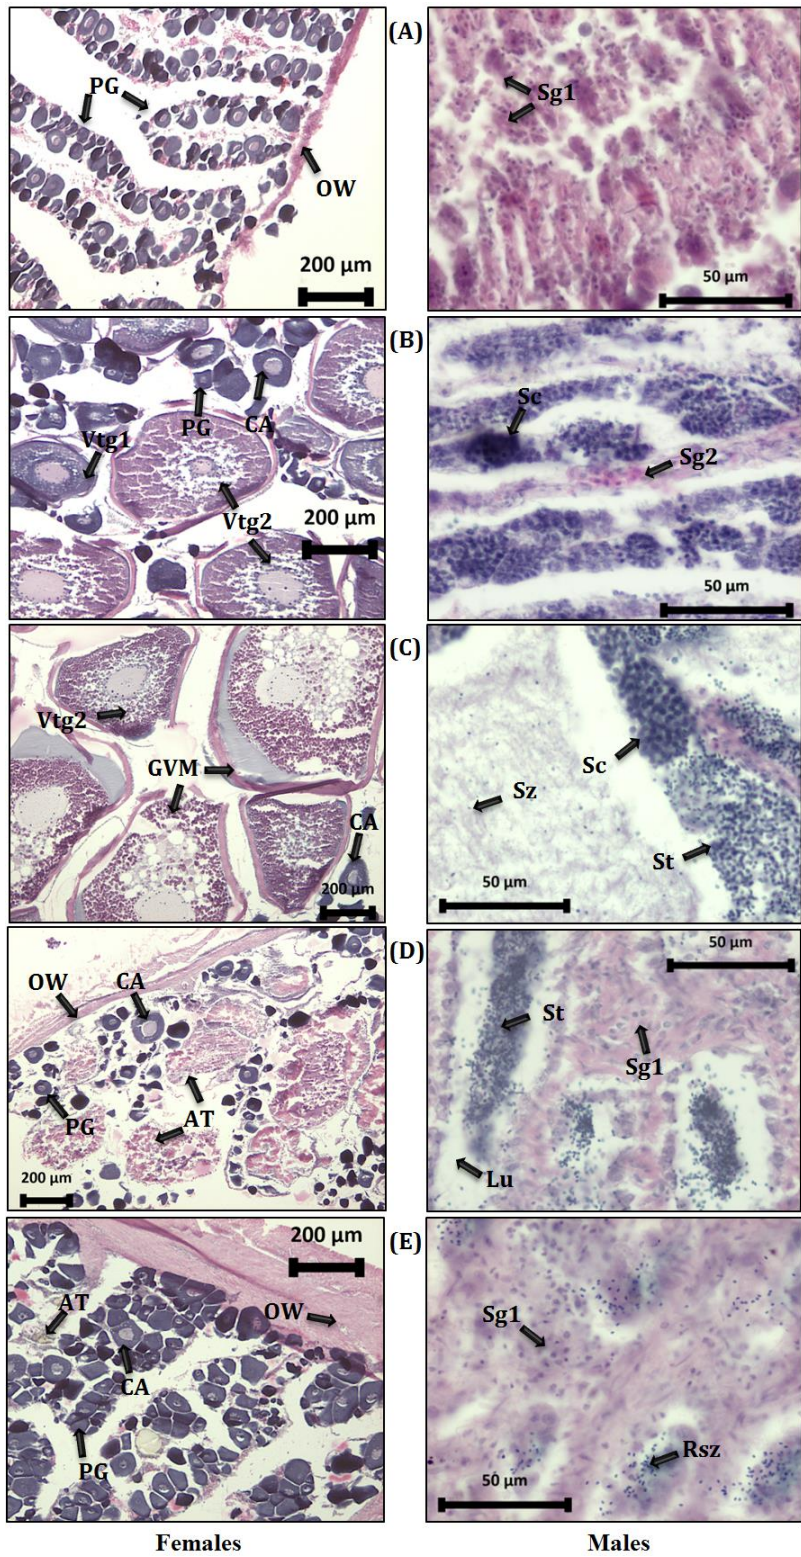 (A)
PG
OW
200 µm
Sg1
50 µm
(B)
Vtg1
PG
CA
Vtg2
200 µm
Sc
Sg2
50 µm
(C)
Vtg2
GVM
CA
200 µm
Sc
Sz
St
50 µm
(D)
OW
CA
PG
AT
200 µm
50 µm
St
Sg1
Lu
(E)
200 µm
AT
OW
CA
PG
Sg1
Rsz
50 µm
Females
Males